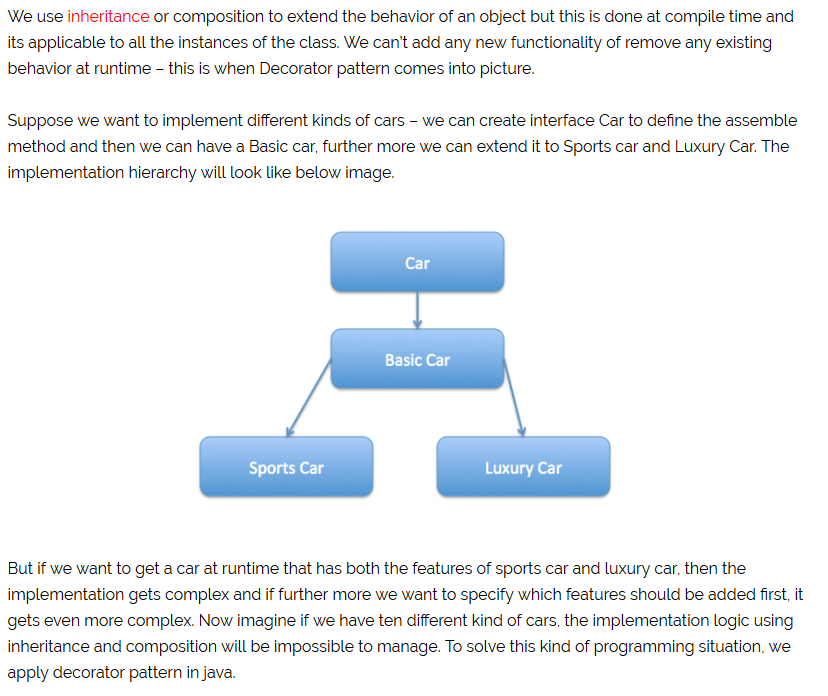 We use inheritance or composition to extend the behavior of an object but this is done at compile time and
its applicable to all the instances of the class. We can't add any new functionality of remove any existing
behavior at runtime – this is when Decorator pattern comes into picture.
Suppose we want to implement different kinds of cars – we can create interface Car to define the assemble
method and then we can have a Basic car, further more we can extend it to Sports car and Luxury Car. The
implementation hierarchy will look like below image.
Car
Basic Car
Sports Car
Luxury Car
But if we want to get a car at runtime that has both the features of sports car and luxury car, then the
implementation gets complex and if further more we want to specify which features should be added first, it
gets even more complex. Now imagine if we have ten different kind of cars, the implementation logic using
inheritance and composition will be impossible to manage. To solve this kind of programming situation, we
apply decorator pattern in java.